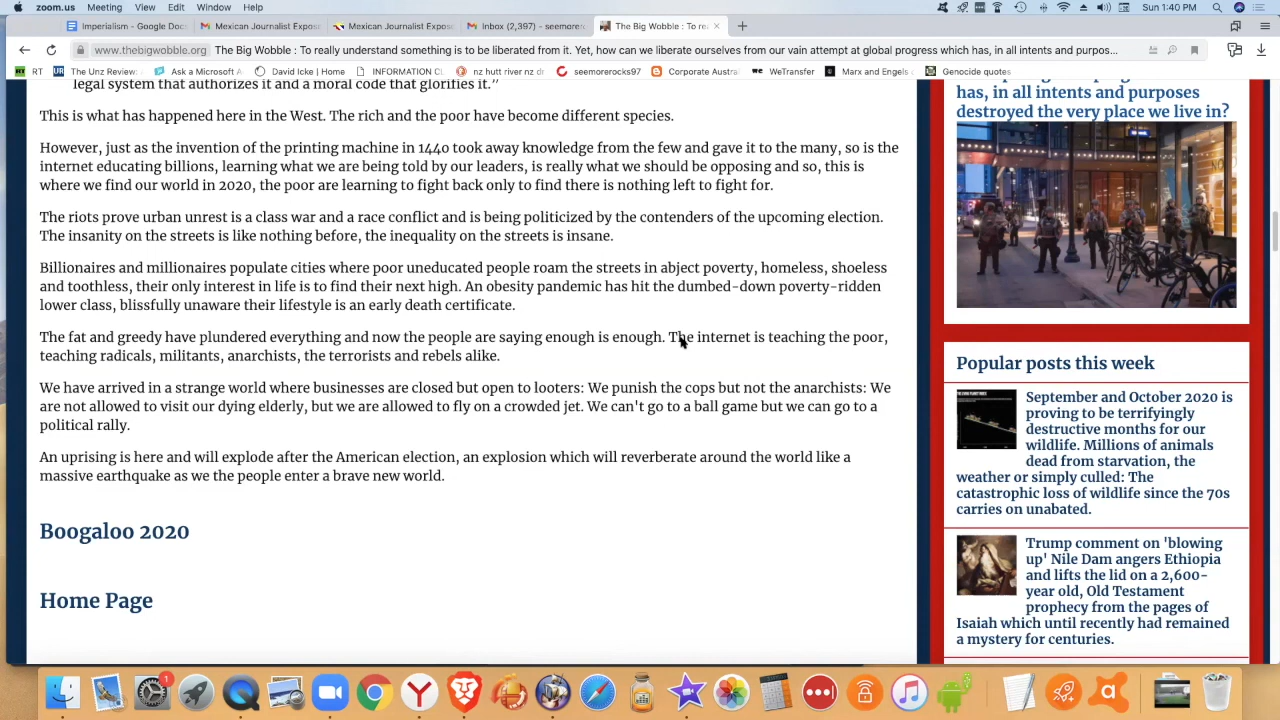 zoom.us Meeting View Edit Window Help
Sun 1:40 PM
Imperialism - Google Docs
Mexican Journalist Expos
Mexican Journalist Expos
Inbox (2,397) - seemore
The Big Wobble : To re
www.thebigwobble.org The Big Wobble : To really understand something is to be liberated from it. Yet, how can we liberate ourselves from our vain attempt at global progress which has, in all intents and purpos...
RT
The Unz Review:
Ask a Microsoft A
David Icke | Home
INFORMATION CL
nz hutt river nz dr
seemorerocks97
Corporate Austra
WeTransfer
Marx and Engels
Genocide quotes
legal system that authorizes it and a moral code that glorifies it.”
This is what has happened here in the West. The rich and the poor have become different species.
However, just as the invention of the printing machine in 1440 took away knowledge from the few and gave it to the many, so is the
internet educating billions, learning what we are being told by our leaders, is really what we should be opposing and so, this is
where we find our world in 2020, the poor are learning to fight back only to find there is nothing left to fight for.
The riots prove urban unrest is a class war and a race conflict and is being politicized by the contenders of the upcoming election.
The insanity on the streets is like nothing before, the inequality on the streets is insane.
Billionaires and millionaires populate cities where poor uneducated people roam the streets in abject poverty, homeless, shoeless
and toothless, their only interest in life is to find their next high. An obesity pandemic has hit the dumbed-down poverty-ridden
lower class, blissfully unaware their lifestyle is an early death certificate.
The fat and greedy have plundered everything and now the people are saying enough is enough. The internet is teaching the poor,
teaching radicals, militants, anarchists, the terrorists and rebels alike.
We have arrived in a strange world where businesses are closed but open to looters: We punish the cops but not the anarchists: We
are not allowed to visit our dying elderly, but we are allowed to fly on a crowded jet. We can't go to a ball game but we can go to a
political rally.
An uprising is here and will explode after the American election, an explosion which will reverberate around the world like a
massive earthquake as we the people enter a brave new world.
Boogaloo 2020
Home Page
has, in all intents and purposes
destroyed the very place we live in?
Popular posts this week
September and October 2020 is
proving to be terrifyingly
destructive months for our
wildlife. Millions of animals
dead from starvation, the
weather or simply culled: The
catastrophic loss of wildlife since the 70s
carries on unabated.
Trump comment on 'blowing
up' Nile Dam angers Ethiopia
and lifts the lid on a 2,600-
year old, Old Testament
prophecy from the pages of
Isaiah which until recently had remained
a mystery for centuries.